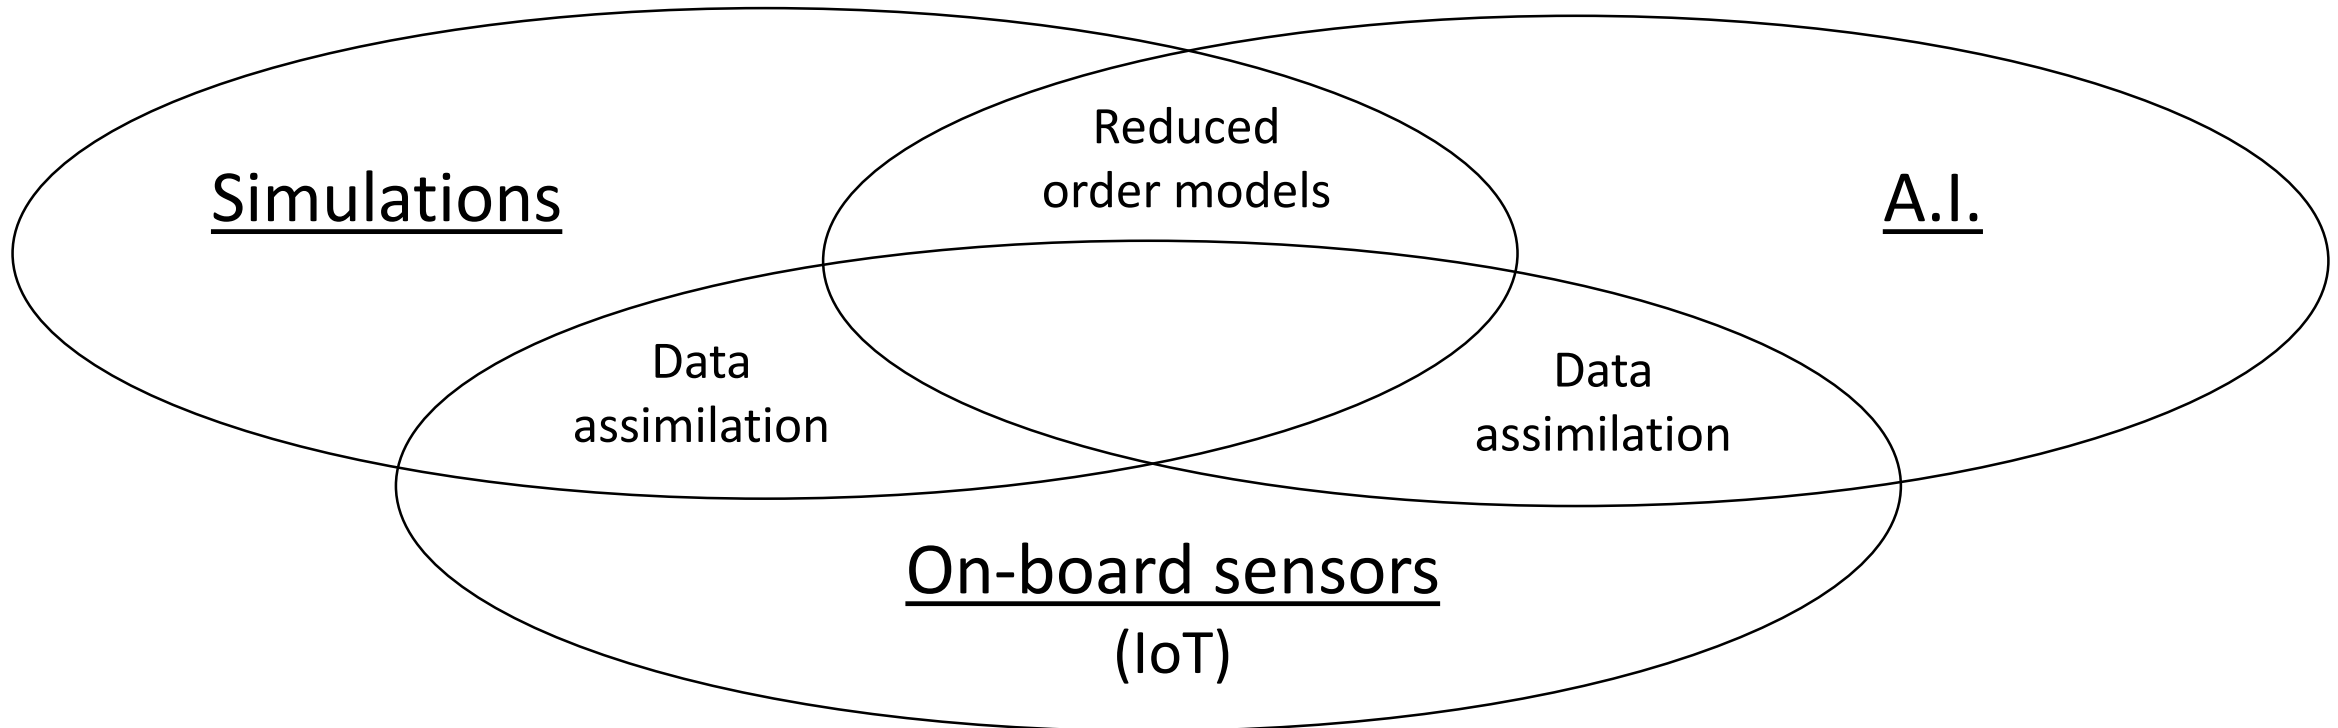 Reduced
order models
Simulations
A.I.
Data
assimilation
Data
assimilation
On-board sensors
(IoT)